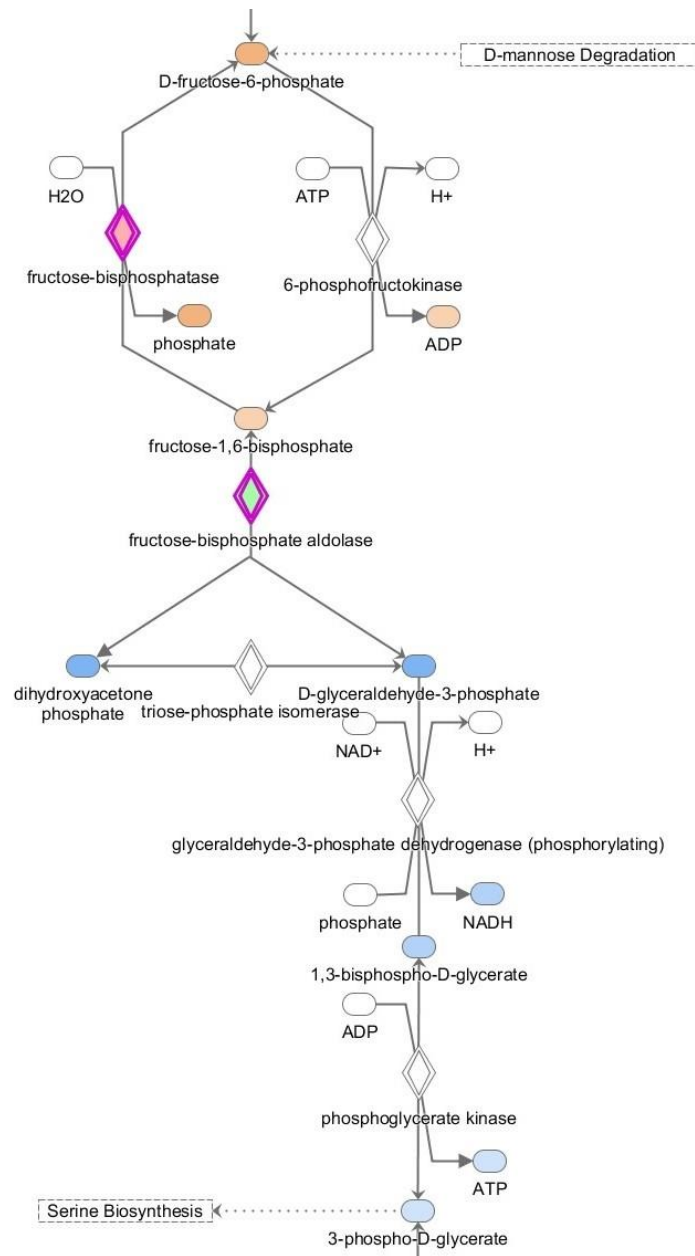 D-mannose Degradation
D-fructose-6-phosphate
H2O
ATP
H+
fructose-bisphosphatase
6-phosphofructokinase
phosphate
ADP
fructose-1,6-bisphosphate
fructose-bisphosphate aldolase
dihydroxyacetone
phosphate
D-glyceraldehyde-3-phosphate
triose-phosphate isomerase
NAD+
H+
glyceraldehyde-3-phosphate dehydrogenase (phosphorylating)
phosphate
NADH
1,3-bisphospho-D-glycerate
ADP
phosphoglycerate kinase
ATP
Serine Biosynthesis
3-phospho-D-glycerate